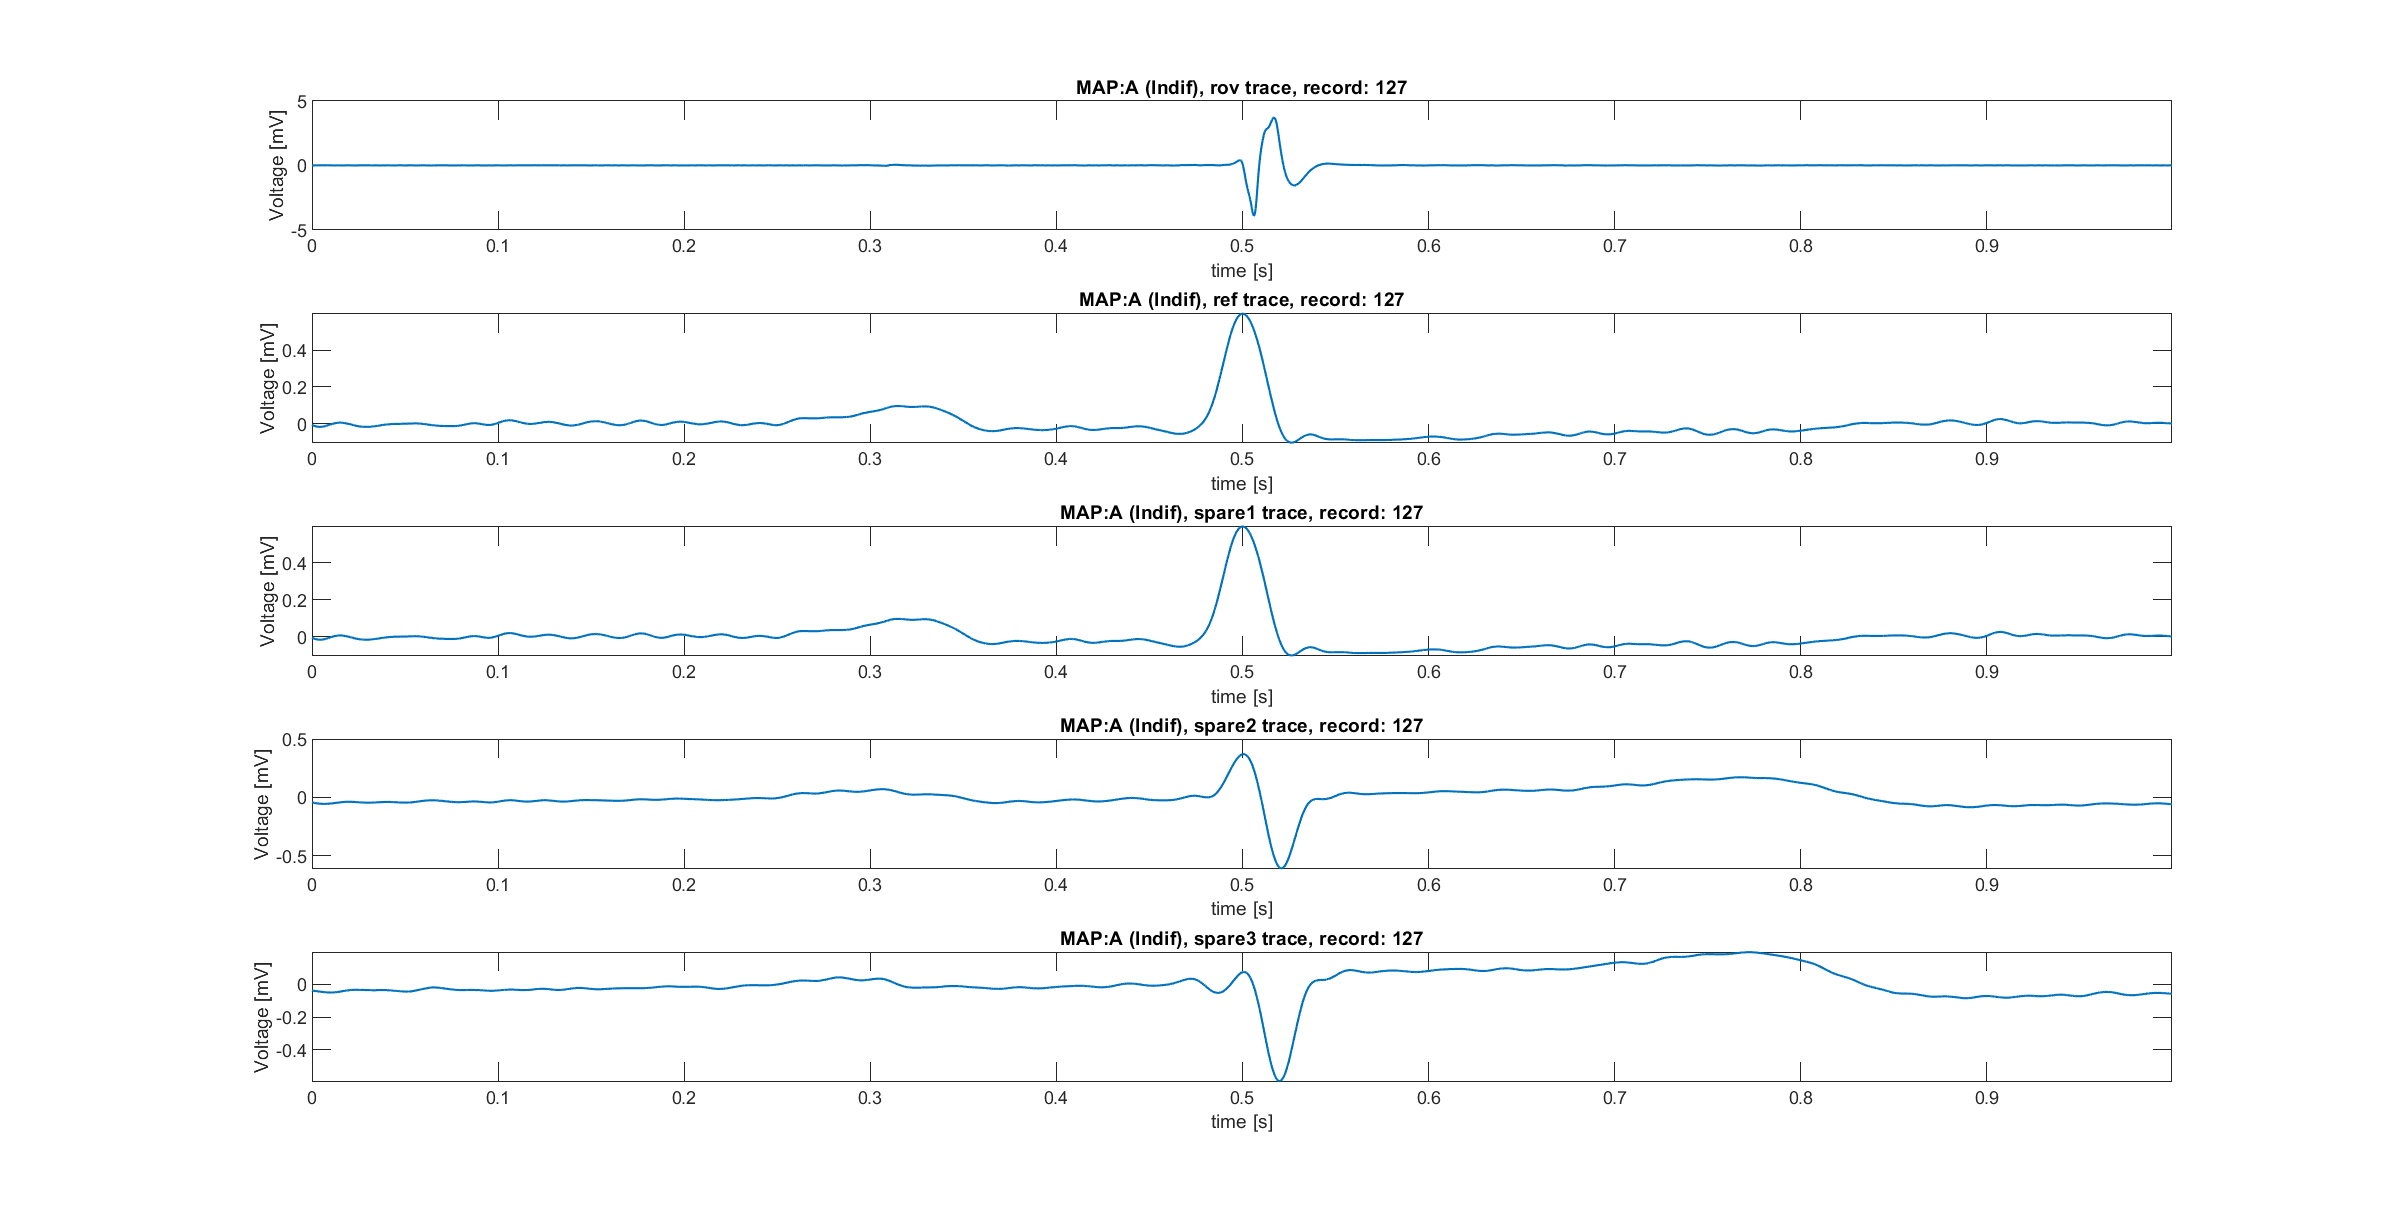 MAP:A (Indif), rov trace, record: 127
Voltage [mV]
5
0
-5
0 0.1 0.2 0.3 0.4 0.5 0.6 0.7 0.8 0.9
time [s]
MAP:A (Indif), ref trace, record: 127
Voltage [mV]
0.4
0.2
0
0 0.1 0.2 0.3 0.4 0.5 0.6 0.7 0.8 0.9
time [s]
MAP:A (Indif), spare1 trace, record: 127
Voltage [mV]
0.4
0.2
0
0 0.1 0.2 0.3 0.4 0.5 0.6 0.7 0.8 0.9
time [s]
MAP:A (Indif), spare2 trace, record: 127
Voltage [mV]
0.5
0
-0.5
0 0.1 0.2 0.3 0.4 0.5 0.6 0.7 0.8 0.9
time [s]
MAP:A (Indif), spare3 trace, record: 127
Voltage [mV]
0
-0.2
-0.4
0 0.1 0.2 0.3 0.4 0.5 0.6 0.7 0.8 0.9
time [s]